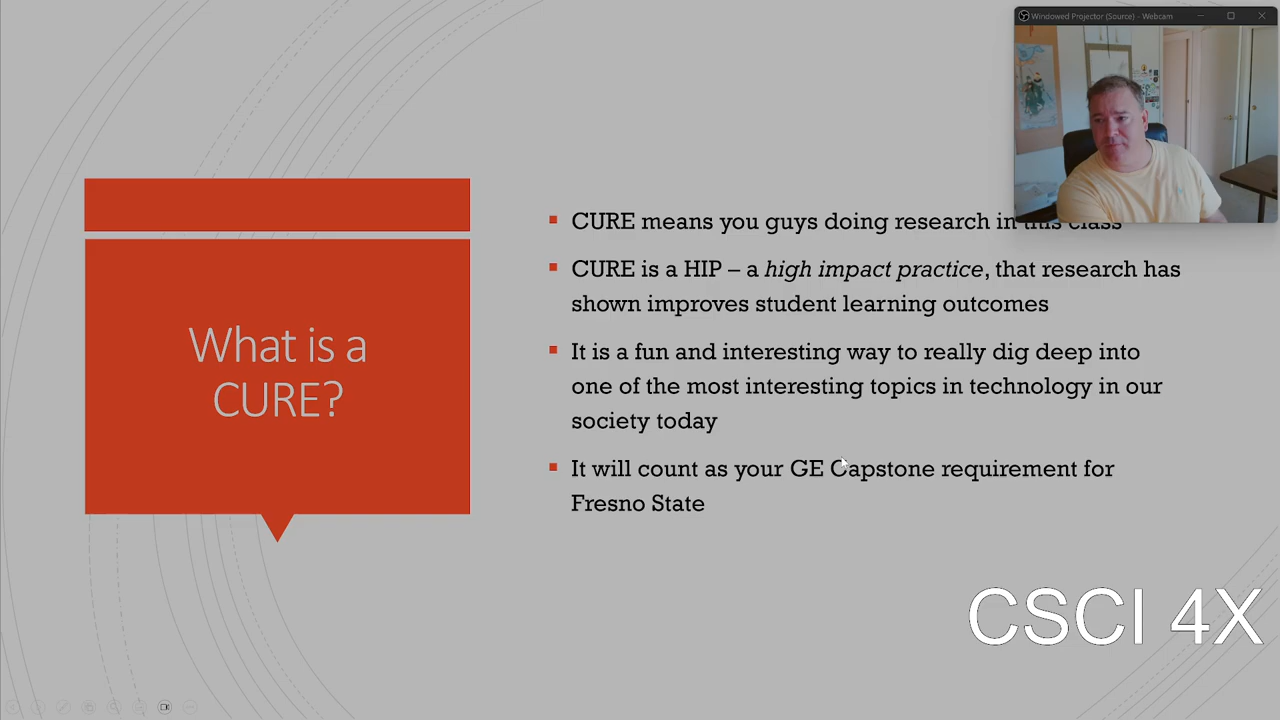 Windowed Projector (Source) - Webcam
What is a
CURE?
CURE means you guys doing research in this class
CURE is a HIP – a high impact practice, that research has
shown improves student learning outcomes
It is a fun and interesting way to really dig deep into
one of the most interesting topics in technology in our
society today
It will count as your GE Capstone requirement for
Fresno State
CSCI 4X